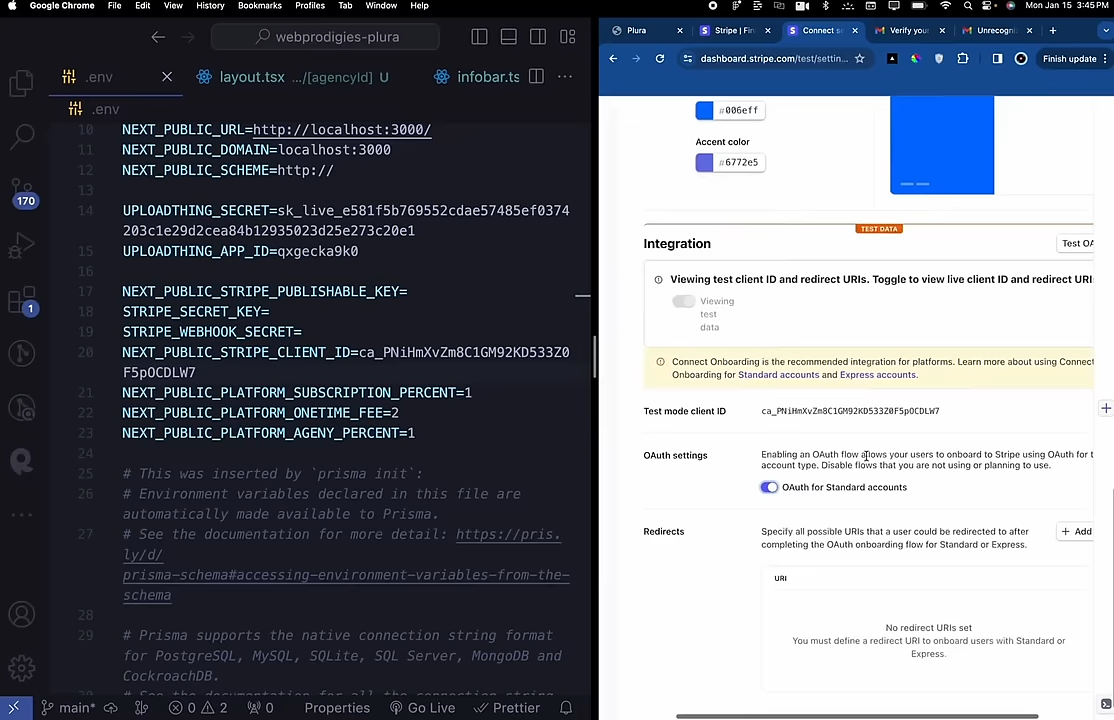 Google Chrome File Edit View History Bookmarks Profiles Tab Window Help
Mon Jan 15 3:45 PM
webprodigies-plura
.env
layout.tsx .../[agencyId] U
infobar.ts
.env
10 NEXT_PUBLIC_URL=http://localhost:3000/
11 NEXT_PUBLIC_DOMAIN=localhost:3000
12 NEXT_PUBLIC_SCHEME=http://
13
14 UPLOADTHING_SECRET=sk_live_e581f5b769552cdae57485ef0374
203c1e29d2cea84b12935023d25e273c20e1
15 UPLOADTHING_APP_ID=qxgecka9k0
16
17 NEXT_PUBLIC_STRIPE_PUBLISHABLE_KEY=
18 STRIPE_SECRET_KEY=
19 STRIPE_WEBHOOK_SECRET=
20 NEXT_PUBLIC_STRIPE_CLIENT_ID=ca_PNiHmXvZm8C1GM92KD533Z0
F5pOCDLW7
21 NEXT_PUBLIC_PLATFORM_SUBSCRIPTION_PERCENT=1
22 NEXT_PUBLIC_PLATFORM_ONETIME_FEE=2
23 NEXT_PUBLIC_PLATFORM_AGENY_PERCENT=1
24
25 # This was inserted by `prisma init`:
26 # Environment variables declared in this file are
automatically made available to Prisma.
27 # See the documentation for more detail: https://pris.
ly/d/
prisma-schema#accessing-environment-variables-from-the-
schema
28
29 # Prisma supports the native connection string format
for PostgreSQL, MySQL, SQLite, SQL Server, MongoDB and
CockroachDB.
# See the documentation for all the connection string
170
1
main* 0 2 0 Properties Go Live Prettier
Plura
Stripe | Fin
Connect s
Verify your
Unrecogni
dashboard.stripe.com/test/settin...
Finish update
#006eff
Accent color
#6772e5
TEST DATA
Integration
Test OA
Viewing test client ID and redirect URIs. Toggle to view live client ID and redirect URI
Viewing
test
data
Connect Onboarding is the recommended integration for platforms. Learn more about using Connect
Onboarding for Standard accounts and Express accounts.
Test mode client ID
ca_PNiHmXvZm8C1GM92KD533Z0F5pOCDLW7
OAuth settings
Enabling an OAuth flow allows your users to onboard to Stripe using OAuth for t
account type. Disable flows that you are not using or planning to use.
OAuth for Standard accounts
Redirects
Specify all possible URIs that a user could be redirected to after
completing the OAuth onboarding flow for Standard or Express.
+ Add
URI
No redirect URIs set
You must define a redirect URI to onboard users with Standard or
Express.